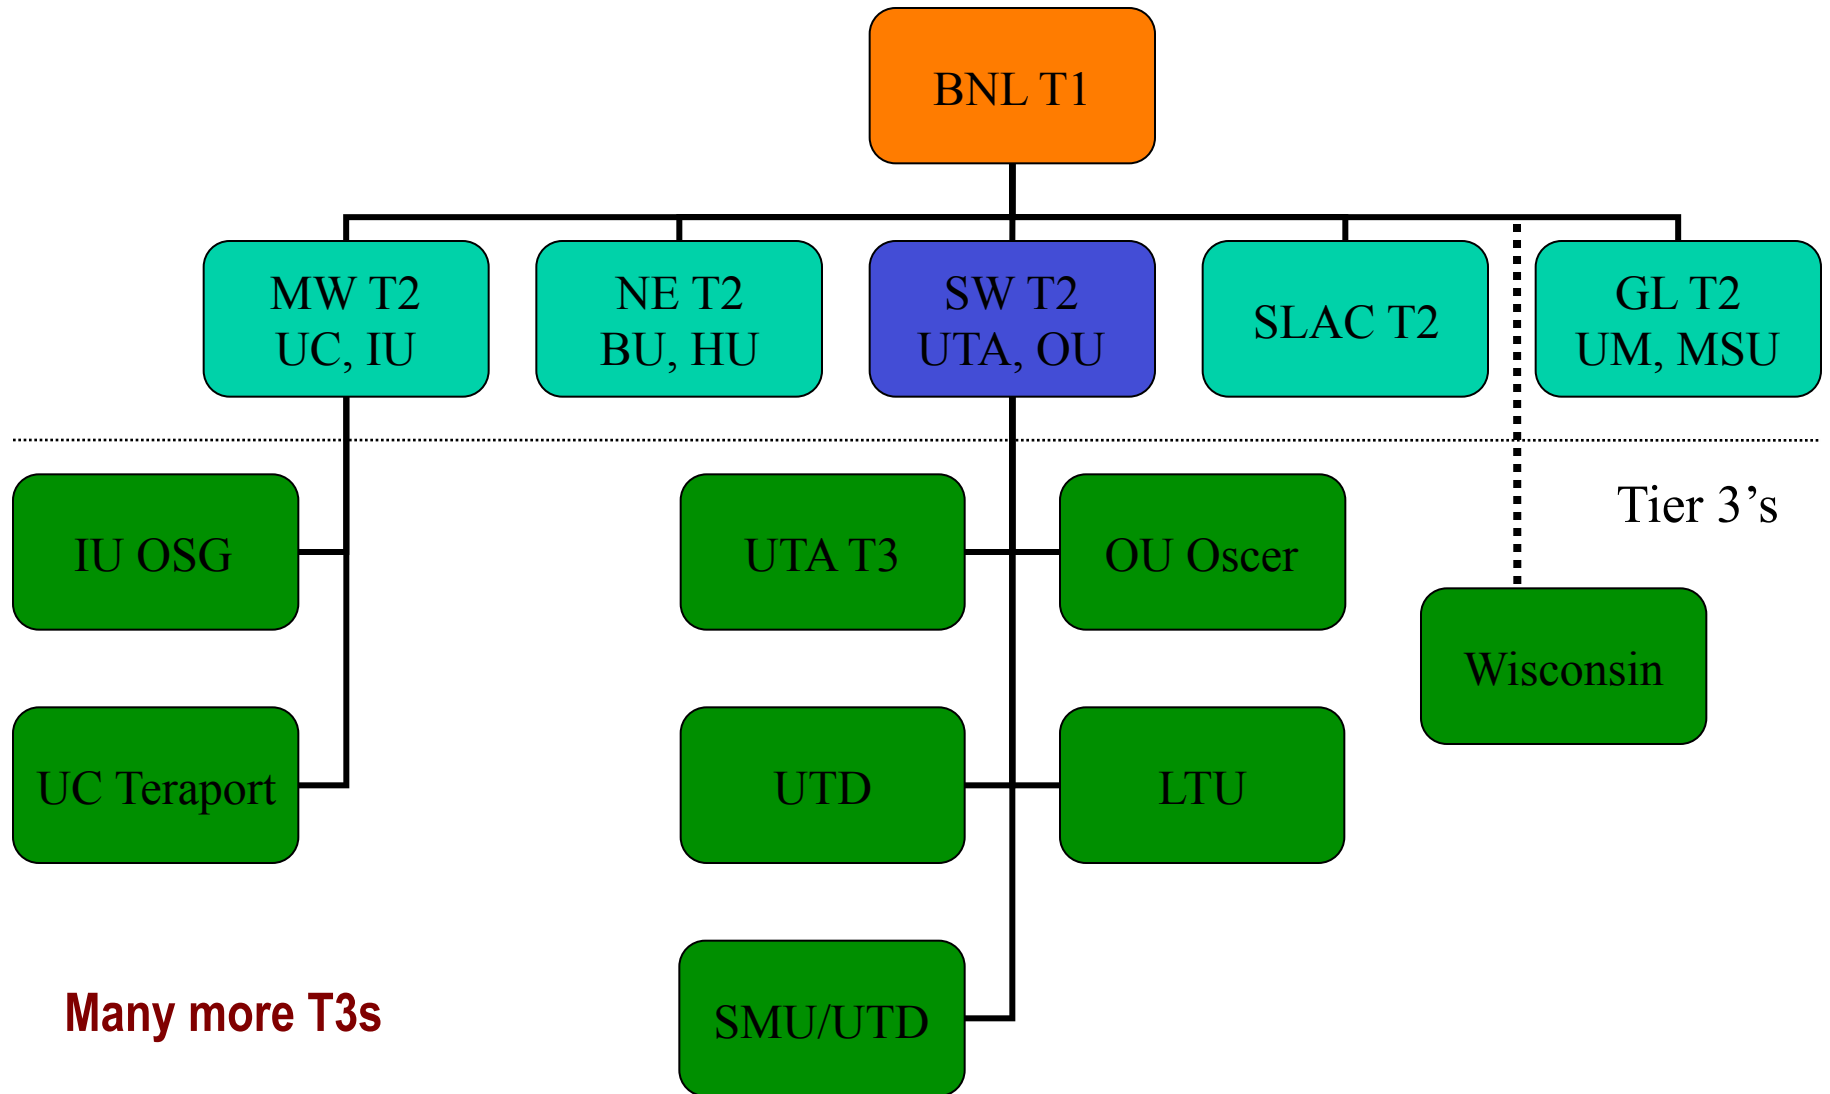 BNL T1
MW T2
UC, IU
NE T2
BU, HU
SW T2
UTA, OU
SLAC T2
GL T2
UM, MSU
Tier 3’s
IU OSG
UTA T3
OU Oscer
Wisconsin
UC Teraport
UTD
LTU
SMU/UTD
Many more T3s